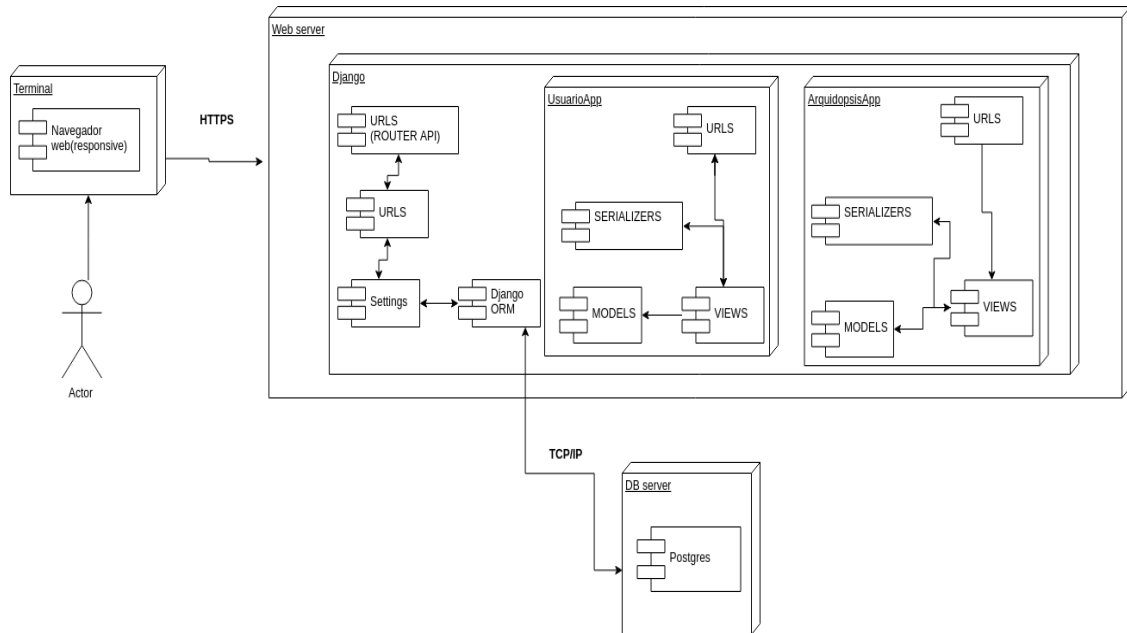 Web server
Terminal
Navegador
web(responsive)
HTTPS
Actor
Django
URLS
(ROUTER API)
URLS
Settings
Django
ORM
UsuarioApp
URLS
SERIALIZERS
MODELS
VIEWS
ArquidopsisApp
URLS
SERIALIZERS
MODELS
VIEWS
TCP/IP
DB server
Postgres